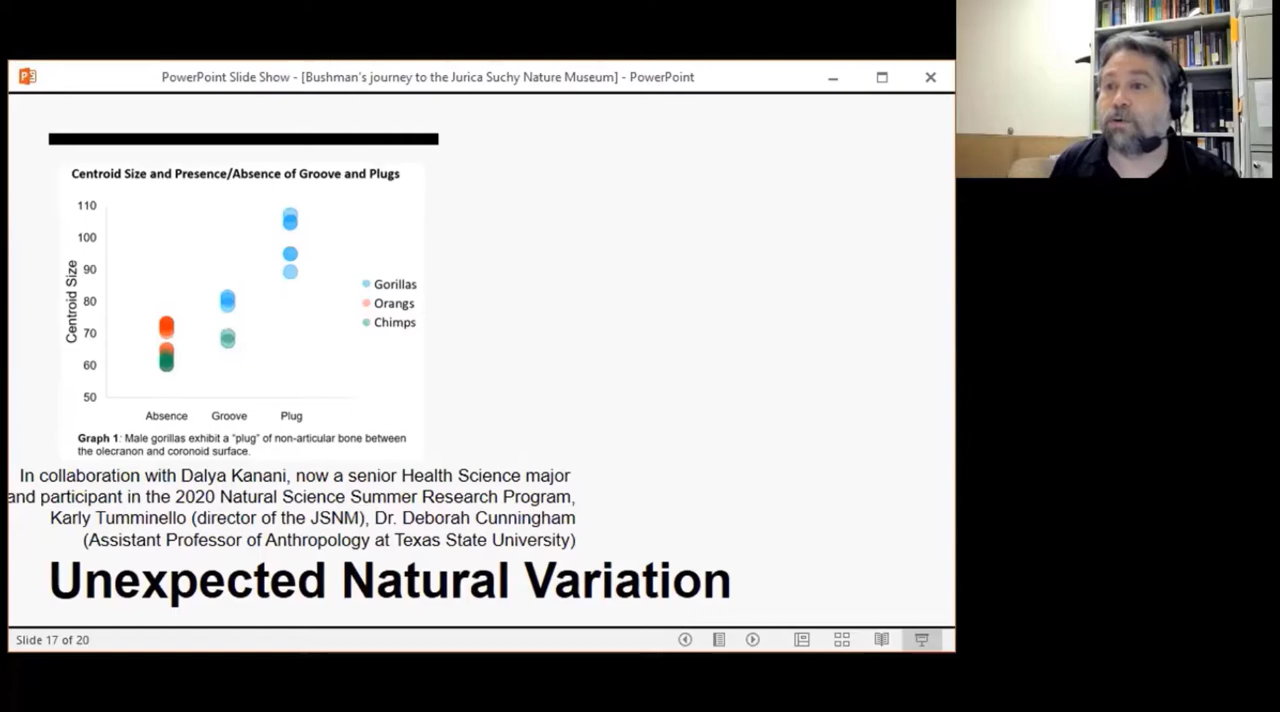 PowerPoint Slide Show - [Bushman's journey to the Jurica Suchy Nature Museum] - PowerPoint
Centroid Size and Presence/Absence of Groove and Plugs
110
100
90
80
70
60
50
Centroid Size
Gorillas
Orangs
Chimps
Absence Groove Plug
Graph 1: Male gorillas exhibit a "plug" of non-articular bone between
the olecranon and coronoid surface.
In collaboration with Dalya Kanani, now a senior Health Science major
and participant in the 2020 Natural Science Summer Research Program,
Karly Tumminello (director of the JSNM), Dr. Deborah Cunningham
(Assistant Professor of Anthropology at Texas State University)
Unexpected Natural Variation
Slide 17 of 20